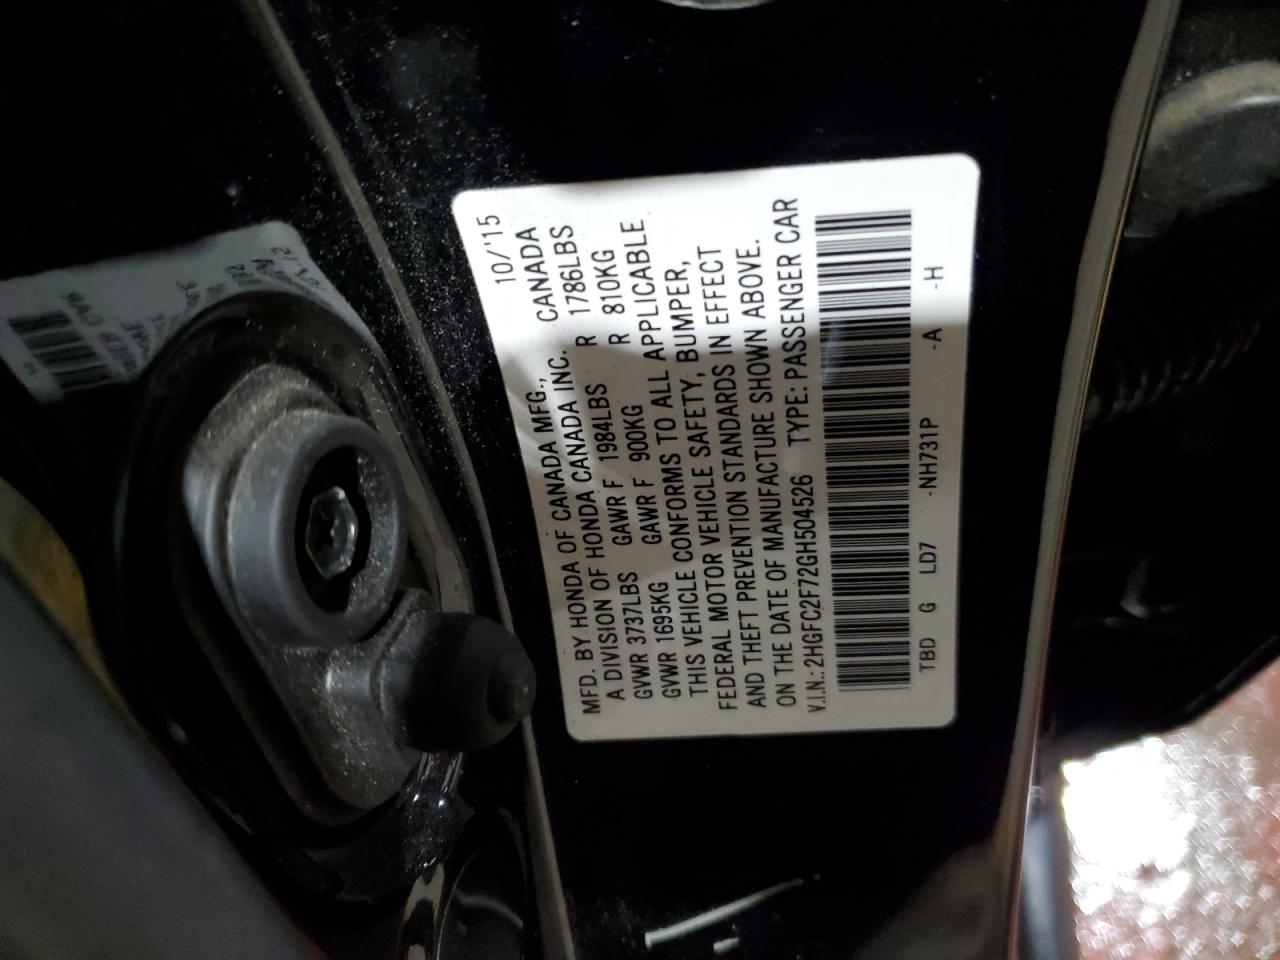 10/'15
MFD. BY HONDA OF CANADA MFG., CANADA
A DIVISION OF HONDA CANADA INC.
GVWR 3737LBS GAWR F 1984LBS R 1786LBS
GVWR 1695KG GAWR F 900KG R 810KG
THIS VEHICLE CONFORMS TO ALL APPLICABLE
FEDERAL MOTOR VEHICLE SAFETY, BUMPER,
AND THEFT PREVENTION STANDARDS IN EFFECT
ON THE DATE OF MANUFACTURE SHOWN ABOVE.
V.I.N.: 2HGFC2F72GH504526 TYPE: PASSENGER CAR
TBD G LD7 -NH731P -A -H